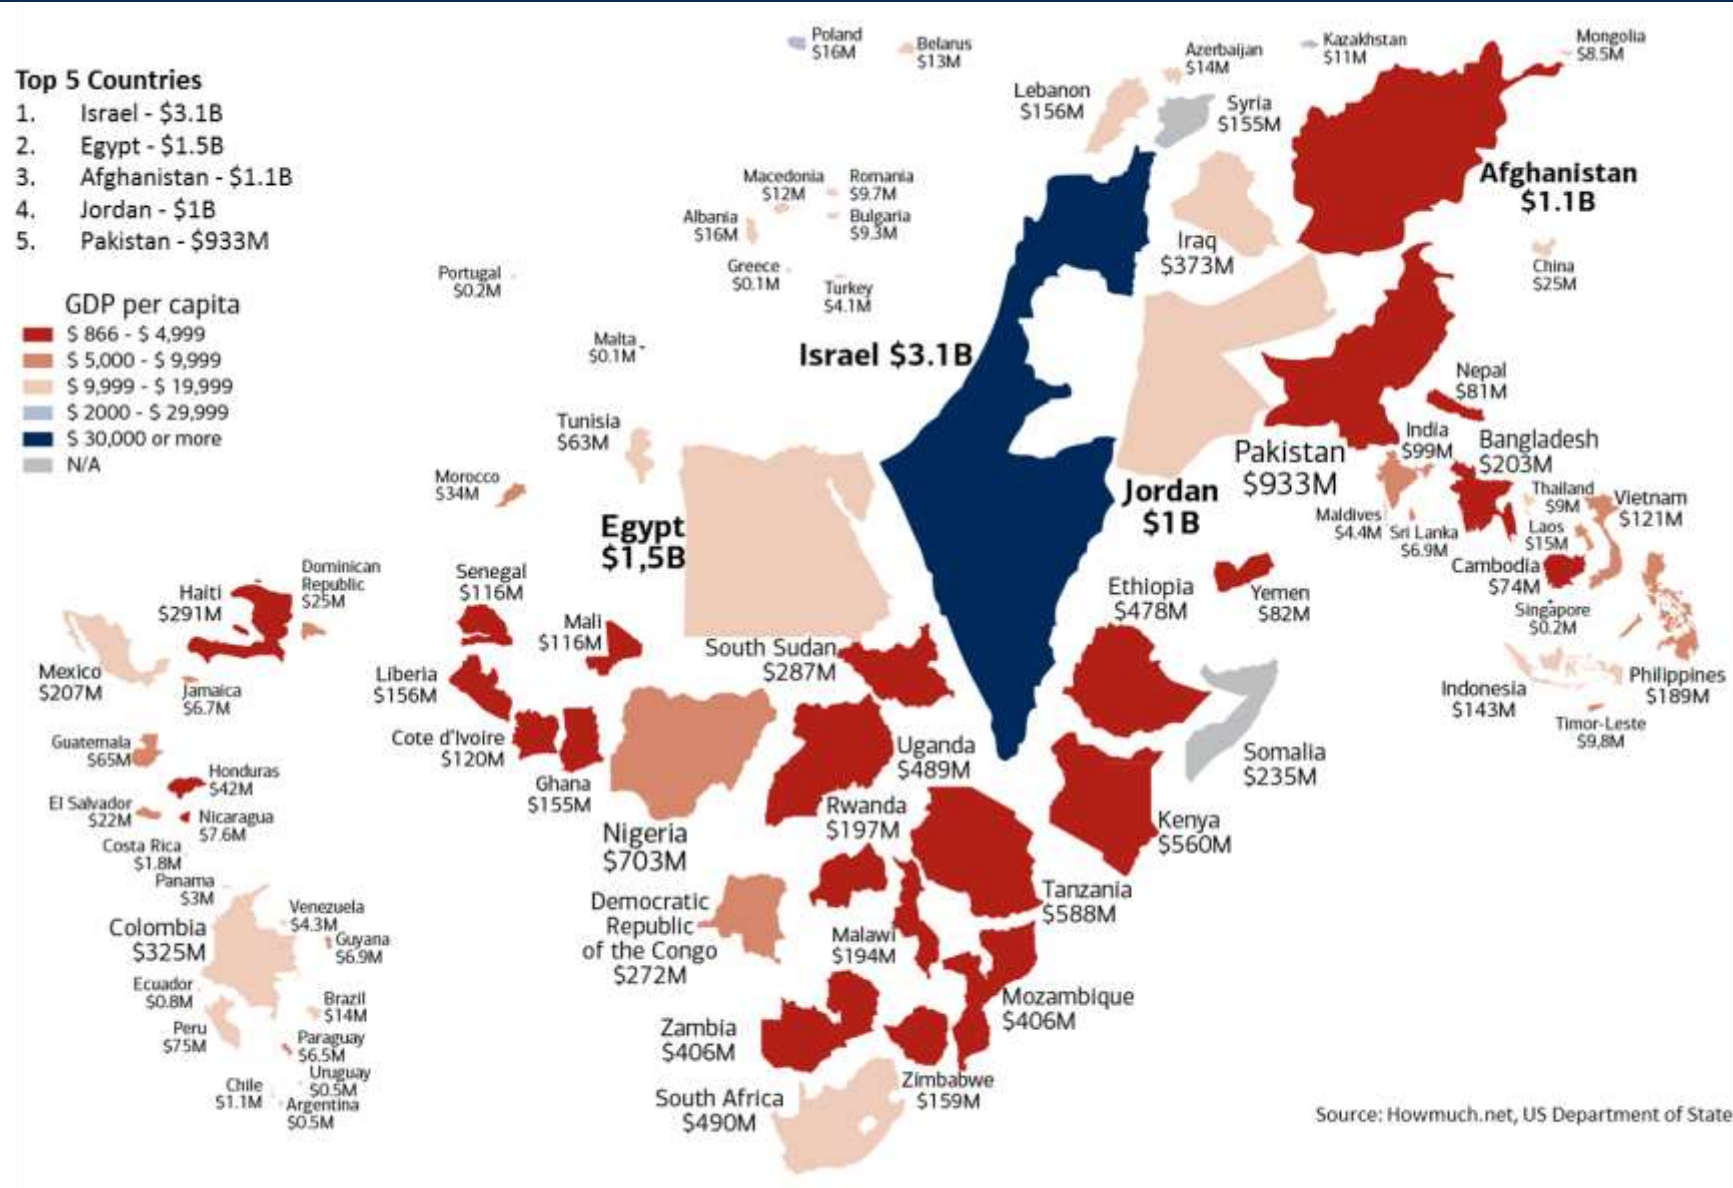 Top 5 Countries
1. Israel - $3.1B
2. Egypt - $1.5B
3. Afghanistan - $1.1B
4. Jordan - $1B
5. Pakistan - $933M
GDP per capita
$ 866 - $ 4,999
$ 5,000 - $ 9,999
$ 9,999 - $ 19,999
$ 2000 - $ 29,999
$ 30,000 or more
N/A
Poland
$16M
Belarus
$13M
Azerbaijan
$14M
Kazakhstan
$11M
Mongolia
$8.5M
Lebanon
$156M
Syria
$155M
Afghanistan
$1.1B
Macedonia
$12M
Romania
$9.7M
Albania
$16M
Bulgaria
$9.3M
Iraq
$373M
China
$25M
Portugal
$0.2M
Greece
$0.1M
Turkey
$4.1M
Malta
$0.1M
Israel $3.1B
Nepal
$81M
Tunisia
$63M
Pakistan
$933M
India
$99M
Bangladesh
$203M
Morocco
$34M
Jordan
$1B
Thailand
$9M
Vietnam
$121M
Maldives
$4.4M
Sri Lanka
$6.9M
Laos
$15M
Egypt
$1,5B
Cambodia
$74M
Singapore
$0.2M
Haiti
$291M
Dominican
Republic
$25M
Senegal
$116M
Mali
$116M
Ethiopia
$478M
Yemen
$82M
South Sudan
$287M
Mexico
$207M
Jamaica
$6.7M
Liberia
$156M
Indonesia
$143M
Philippines
$189M
Timor-Leste
$9,8M
Guatemala
$65M
Honduras
$42M
Cote d'Ivoire
$120M
Ghana
$155M
Uganda
$489M
Somalia
$235M
El Salvador
$22M
Nicaragua
$7.6M
Costa Rica
$1.8M
Nigeria
$703M
Rwanda
$197M
Kenya
$560M
Panama
$3M
Venezuela
$4.3M
Colombia
$325M
Guyana
$6.9M
Democratic
Republic
of the Congo
$272M
Malawi
$194M
Tanzania
$588M
Ecuador
$0.8M
Brazil
$14M
Peru
$75M
Paraguay
$6.5M
Zambia
$406M
Mozambique
$406M
Uruguay
$0.5M
Chile
$1.1M
Argentina
$0.5M
South Africa
$490M
Zimbabwe
$159M
Source: Howmuch.net, US Department of State